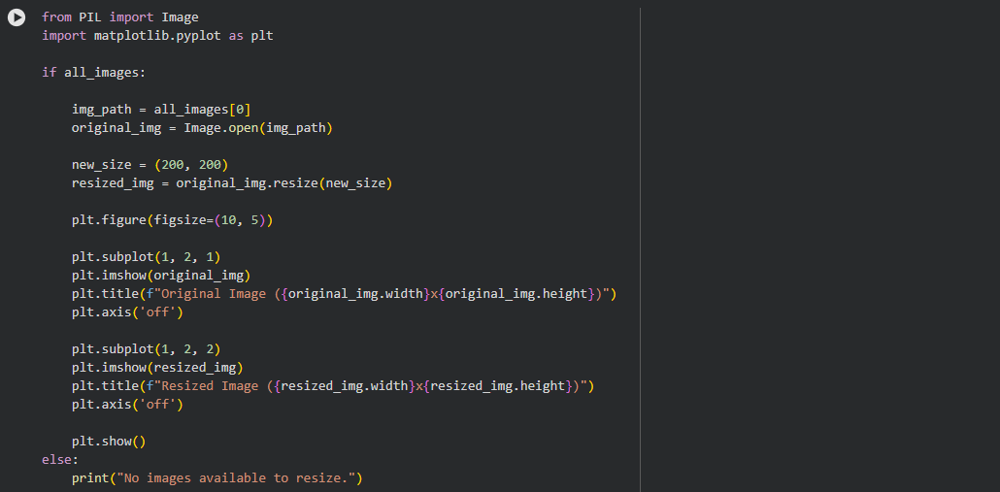 from PIL import Image
import matplotlib.pyplot as plt

if all_images:

    img_path = all_images[0]
    original_img = Image.open(img_path)

    new_size = (200, 200)
    resized_img = original_img.resize(new_size)

    plt.figure(figsize=(10, 5))

    plt.subplot(1, 2, 1)
    plt.imshow(original_img)
    plt.title(f"Original Image ({original_img.width}x{original_img.height})")
    plt.axis('off')

    plt.subplot(1, 2, 2)
    plt.imshow(resized_img)
    plt.title(f"Resized Image ({resized_img.width}x{resized_img.height})")
    plt.axis('off')

    plt.show()
else:
    print("No images available to resize.")